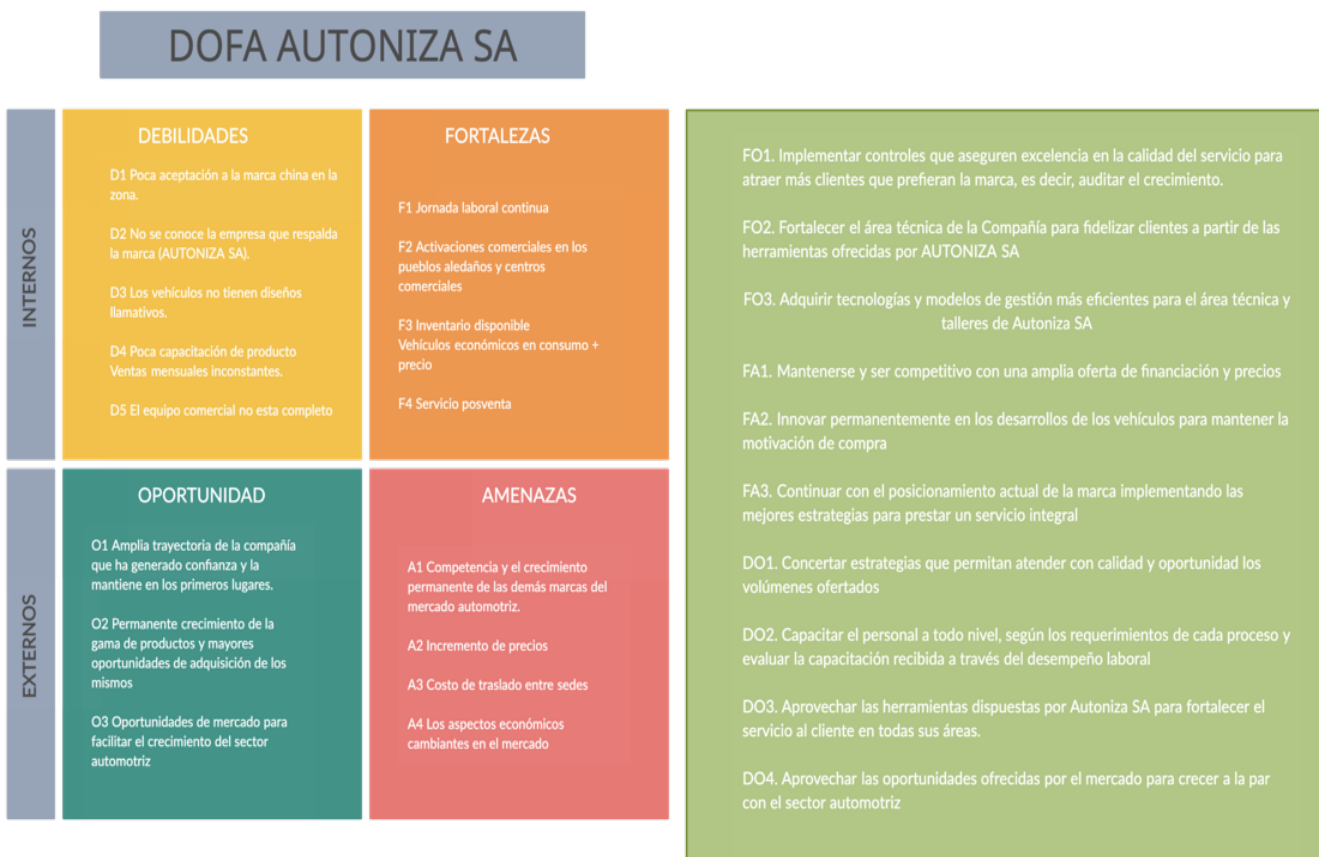 DOFA AUTONIZA SA
INTERNOS
DEBILIDADES
D1 Poca aceptación a la marca china en la
zona.
D2 No se conoce la empresa que respalda
la marca (AUTONIZA SA).
D3 Los vehículos no tienen diseños
llamativos.
D4 Poca capacitación de producto
Ventas mensuales inconstantes.
D5 El equipo comercial no esta completo
FORTALEZAS
F1 Jornada laboral continua
F2 Activaciones comerciales en los
pueblos aledaños y centros
comerciales
F3 Inventario disponible
Vehículos económicos en consumo +
precio
F4 Servicio posventa
EXTERNOS
OPORTUNIDAD
O1 Amplia trayectoria de la compañía
que ha generado confianza y la
mantiene en los primeros lugares.
O2 Permanente crecimiento de la
gama de productos y mayores
oportunidades de adquisición de los
mismos
O3 Oportunidades de mercado para
facilitar el crecimiento del sector
automotriz
AMENAZAS
A1 Competencia y el crecimiento
permanente de las demás marcas del
mercado automotriz.
A2 Incremento de precios
A3 Costo de traslado entre sedes
A4 Los aspectos económicos
cambiantes en el mercado
FO1. Implementar controles que aseguren excelencia en la calidad del servicio para
atraer más clientes que prefieran la marca, es decir, auditar el crecimiento.
FO2. Fortalecer el área técnica de la Compañía para fidelizar clientes a partir de las
herramientas ofrecidas por AUTONIZA SA
FO3. Adquirir tecnologías y modelos de gestión más eficientes para el área técnica y
talleres de Autoniza SA
FA1. Mantenerse y ser competitivo con una amplia oferta de financiación y precios
FA2. Innovar permanentemente en los desarrollos de los vehículos para mantener la
motivación de compra
FA3. Continuar con el posicionamiento actual de la marca implementando las
mejores estrategias para prestar un servicio integral
DO1. Concertar estrategias que permitan atender con calidad y oportunidad los
volúmenes ofertados
DO2. Capacitar el personal a todo nivel, según los requerimientos de cada proceso y
evaluar la capacitación recibida a través del desempeño laboral
DO3. Aprovechar las herramientas dispuestas por Autoniza SA para fortalecer el
servicio al cliente en todas sus áreas.
DO4. Aprovechar las oportunidades ofrecidas por el mercado para crecer a la par
con el sector automotriz